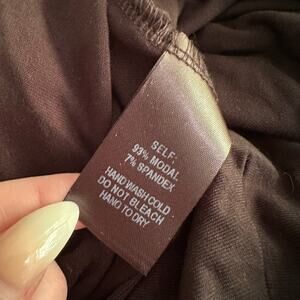 SELF:
93% MODAL
7% SPANDEX
HAND WASH COLD
DO NOT BLEACH
HANG TO DRY